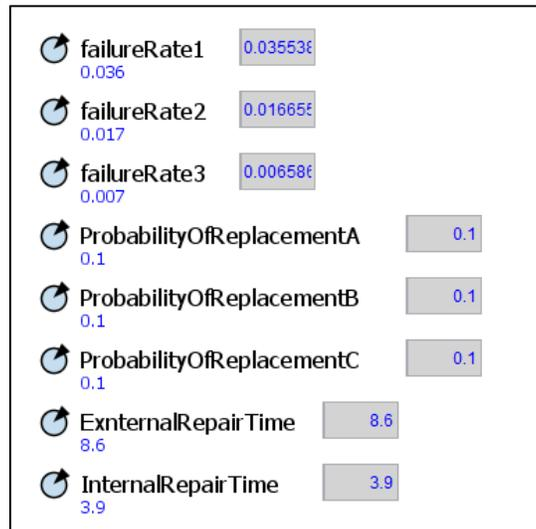 failureRate1 0.035538
0.036
failureRate2 0.016655
0.017
failureRate3 0.006586
0.007
ProbabilityOfReplacementA 0.1
0.1
ProbabilityOfReplacementB 0.1
0.1
ProbabilityOfReplacementC 0.1
0.1
ExnternalRepairTime 8.6
8.6
InternalRepairTime 3.9
3.9